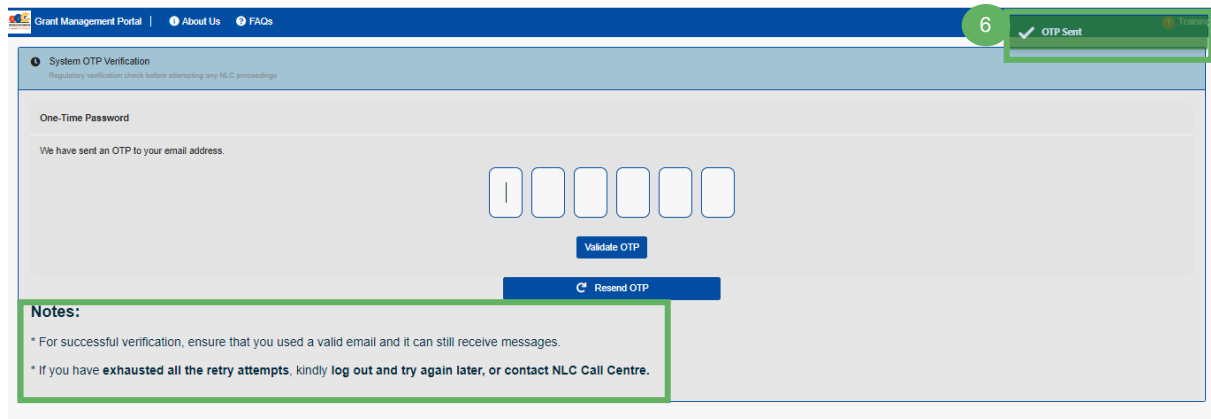 Grant Management Portal | About Us FAQs
6
OTP Sent
Training
System OTP Verification
Regulatory verification check before attempting any NLC proceedings
One-Time Password
We have sent an OTP to your email address.
Validate OTP
Resend OTP
Notes:
* For successful verification, ensure that you used a valid email and it can still receive messages.
* If you have exhausted all the retry attempts, kindly log out and try again later, or contact NLC Call Centre.